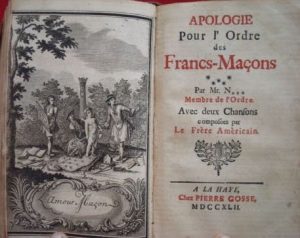 Amour Maçon
APOLOGIE
Pour l'Ordre
des
Francs-Maçons
Par Mr. N***
Membre de l'Ordre.
Avec deux Chansons
composées par
Le Frère Américain.
A LA HAYE,
Chez PIERRE GOSSE,
MDCCXLII.